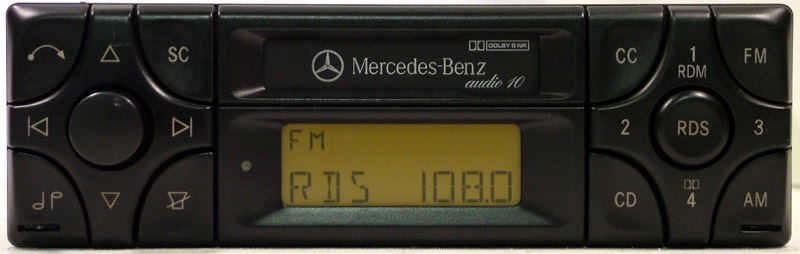 SC
DOLBY B NR
Mercedes-Benz
audio 10
CC
1
RDM
FM
2
RDS
3
CD
4
AM
FM
RDS 108.0